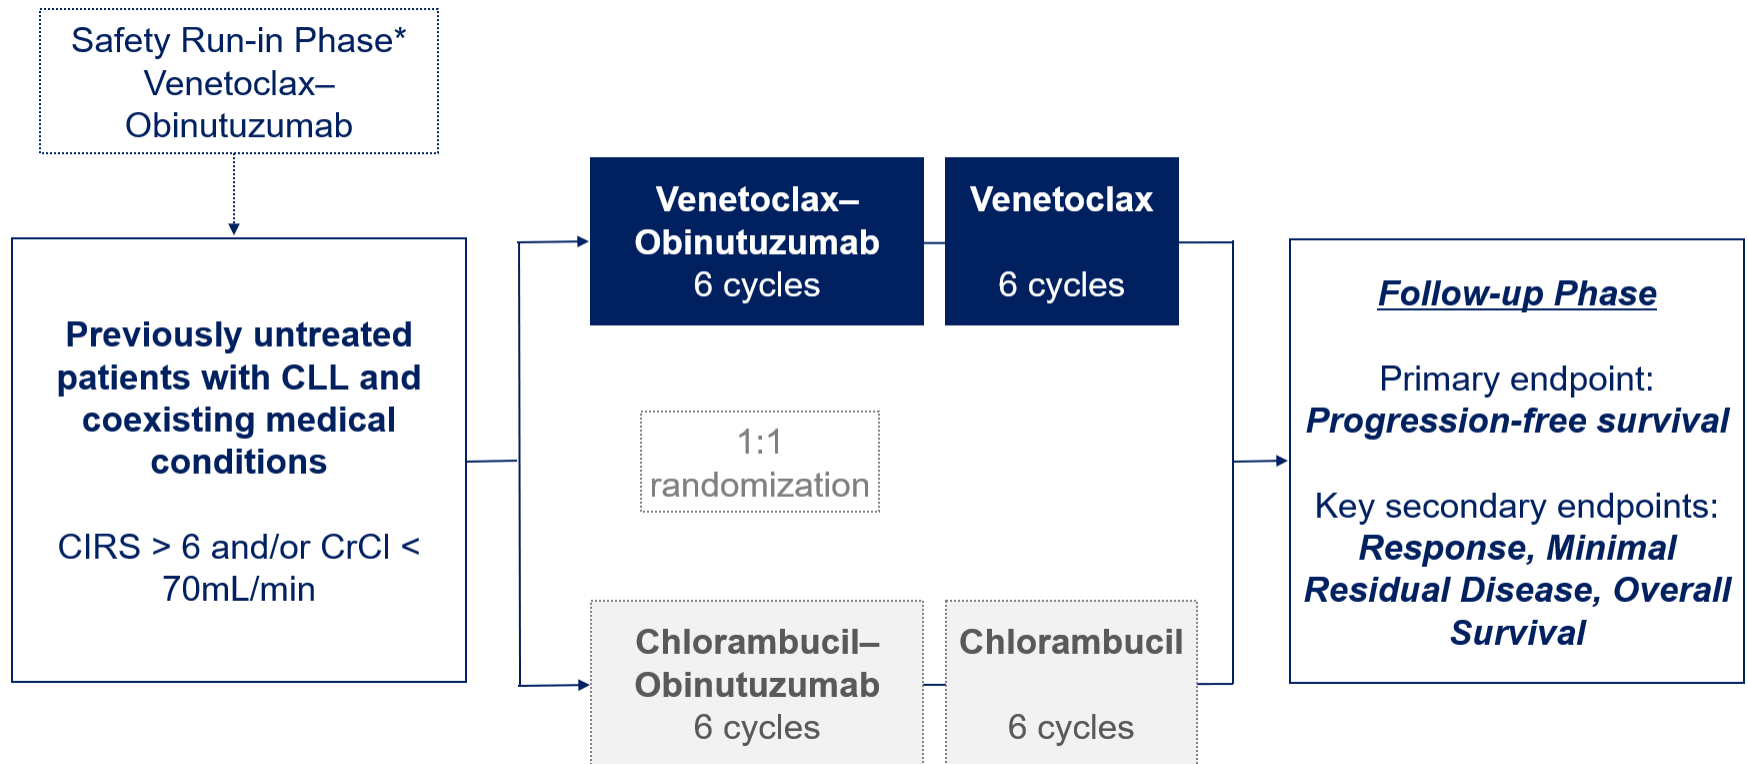 Safety Run-in Phase*
Venetoclax–
Obinutuzumab
Previously untreated
patients with CLL and
coexisting medical
conditions
CIRS > 6 and/or CrCl <
70mL/min
Venetoclax–
Obinutuzumab
6 cycles
Venetoclax
6 cycles
1:1
randomization
Chlorambucil–
Obinutuzumab
6 cycles
Chlorambucil
6 cycles
Follow-up Phase
Primary endpoint:
Progression-free survival
Key secondary endpoints:
Response, Minimal
Residual Disease, Overall
Survival